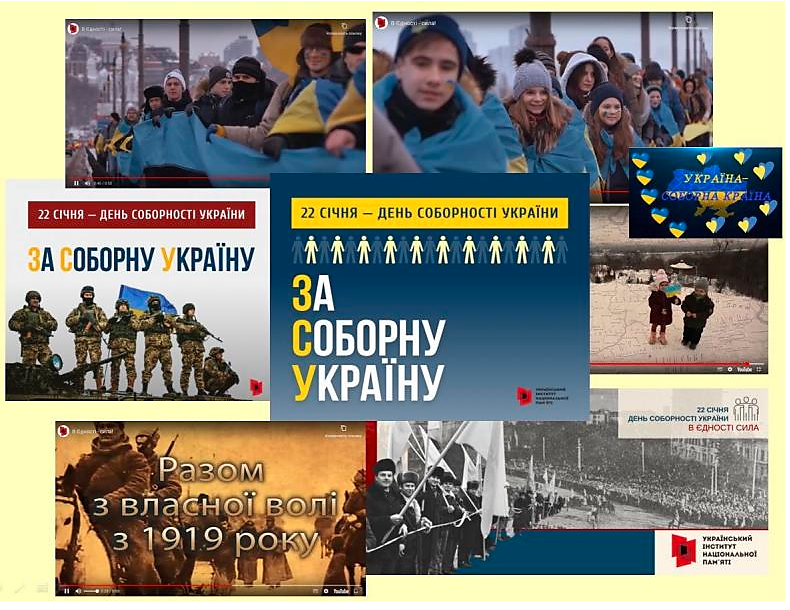 В Єдності - сила!
В Єдності - сила!
22 СІЧНЯ — ДЕНЬ СОБОРНОСТІ УКРАЇНИ
ЗА СОБОРНУ УКРАЇНУ
22 СІЧНЯ — ДЕНЬ СОБОРНОСТІ УКРАЇНИ
ЗА
СОБОРНУ
УКРАЇНУ
УКРАЇНСЬКИЙ
ІНСТИТУТ
НАЦІОНАЛЬНОЇ
ПАМ'ЯТІ
УКРАЇНА-
СОБОРНА КРАЇНА
YouTube
В Єдності - сила!
Разом
з власної волі
з 1919 року
YouTube
22 СІЧНЯ
ДЕНЬ СОБОРНОСТІ УКРАЇНИ
В ЄДНОСТІ СИЛА
УКРАЇНСЬКИЙ
ІНСТИТУТ
НАЦІОНАЛЬНОЇ
ПАМ'ЯТІ